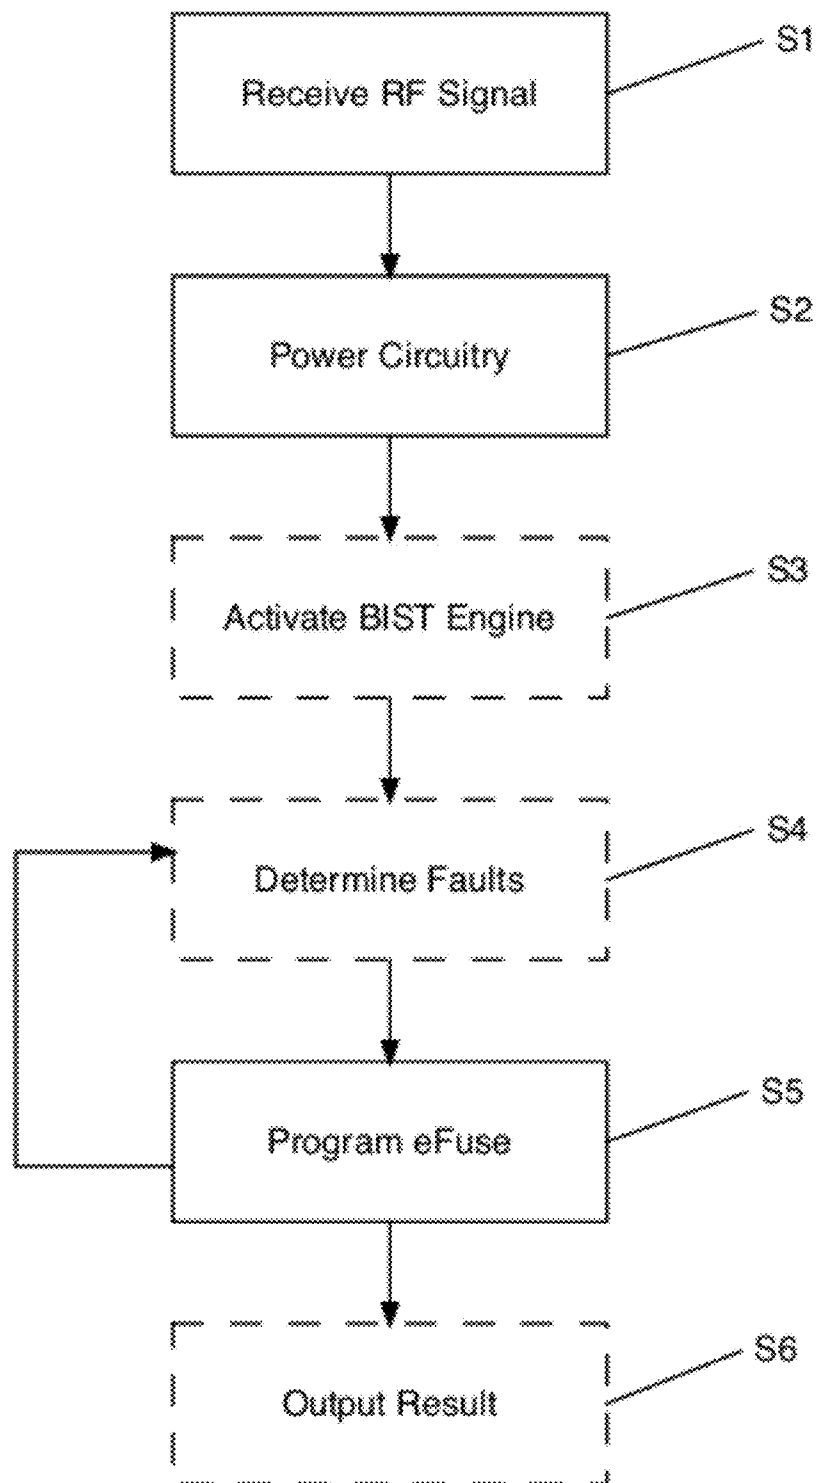 S1
Receive RF Signal
S2
Power Circuitry
S3
Activate BIST Engine
S4
Determine Faults
S5
Program eFuse
S6
Output Result